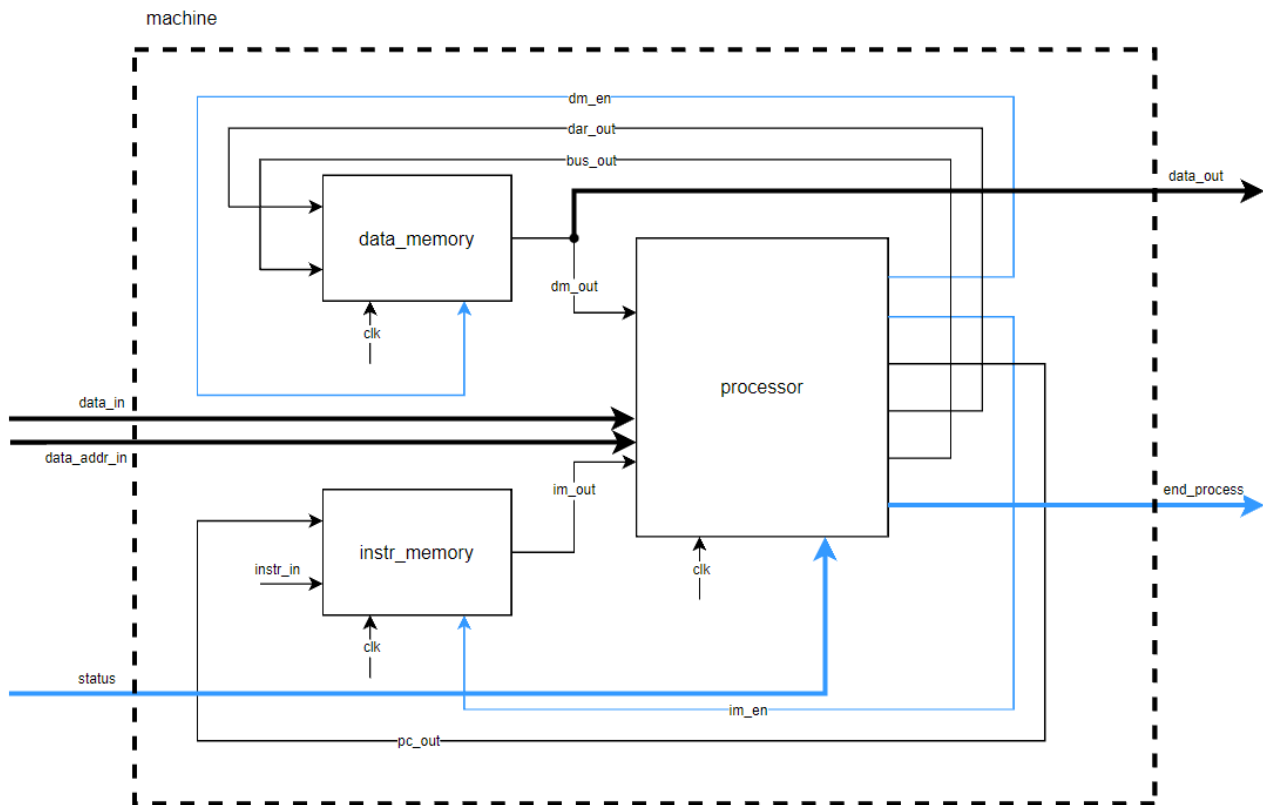 machine
dm_en
dar_out
bus_out
data_out
data_memory
dm_out
clk
processor
data_in
data_addr_in
im_out
end_process
instr_memory
instr_in
clk
clk
status
im_en
pc_out